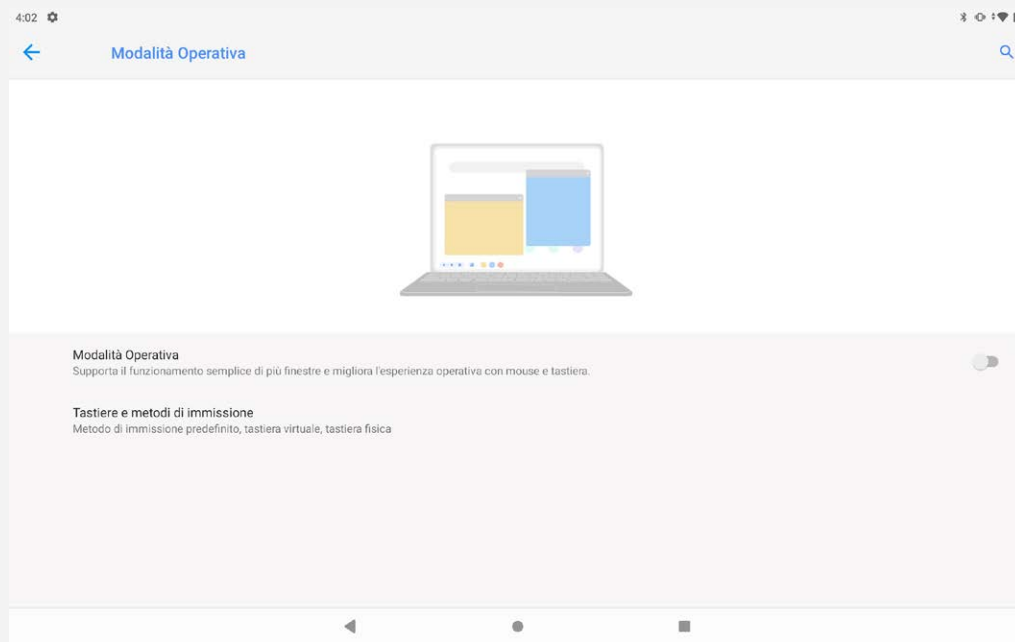 4:02
Modalità Operativa
Modalità Operativa
Supporta il funzionamento semplice di più finestre e migliora l'esperienza operativa con mouse e tastiera.
Tastiere e metodi di immissione
Metodo di immissione predefinito, tastiera virtuale, tastiera fisica